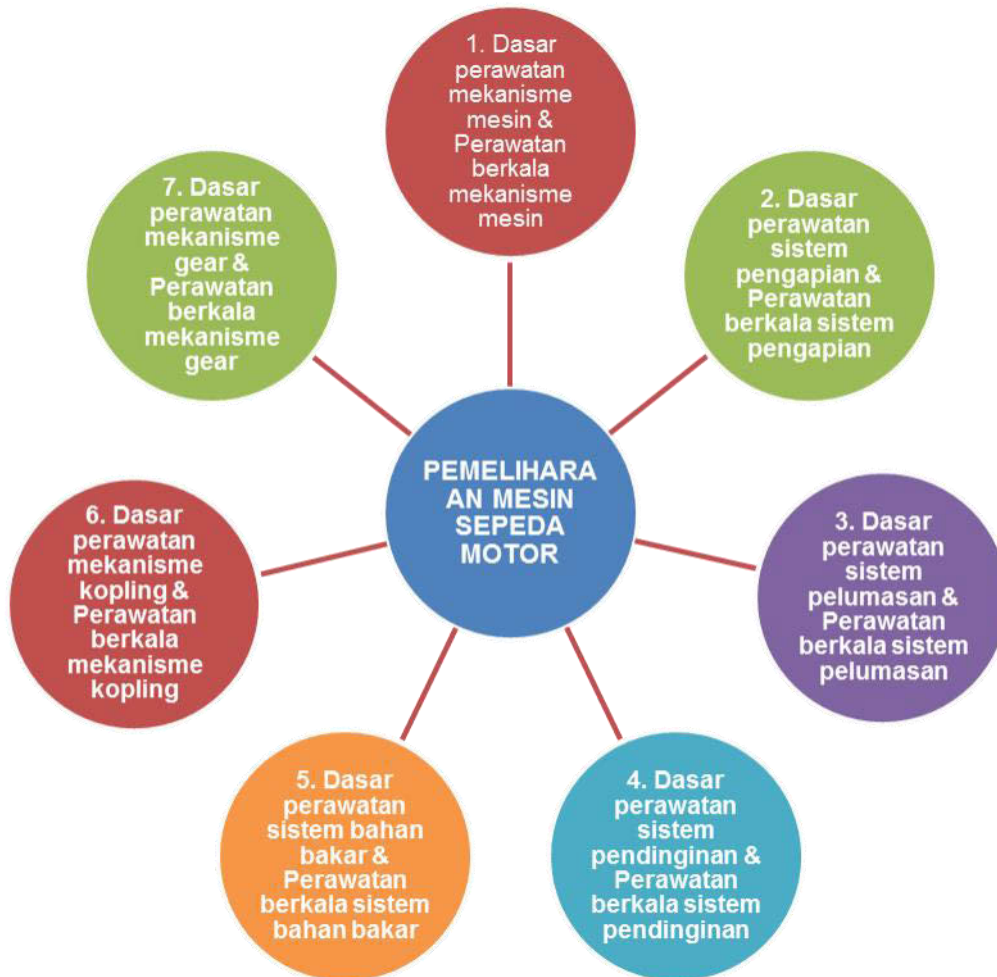 1. Dasar
perawatan
mekanisme
mesin &
Perawatan
berkala
mekanisme
mesin
2. Dasar
perawatan
sistem
pengapian &
Perawatan
berkala sistem
pengapian
3. Dasar
perawatan
sistem
pelumasan &
Perawatan
berkala sistem
pelumasan
4. Dasar
perawatan
sistem
pendinginan &
Perawatan
berkala sistem
pendinginan
5. Dasar
perawatan
sistem bahan
bakar &
Perawatan
berkala sistem
bahan bakar
6. Dasar
perawatan
mekanisme
kopling &
Perawatan
berkala
mekanisme
kopling
7. Dasar
perawatan
mekanisme
gear &
Perawatan
berkala
mekanisme
gear
PEMELIHARA
AN MESIN
SEPEDA
MOTOR